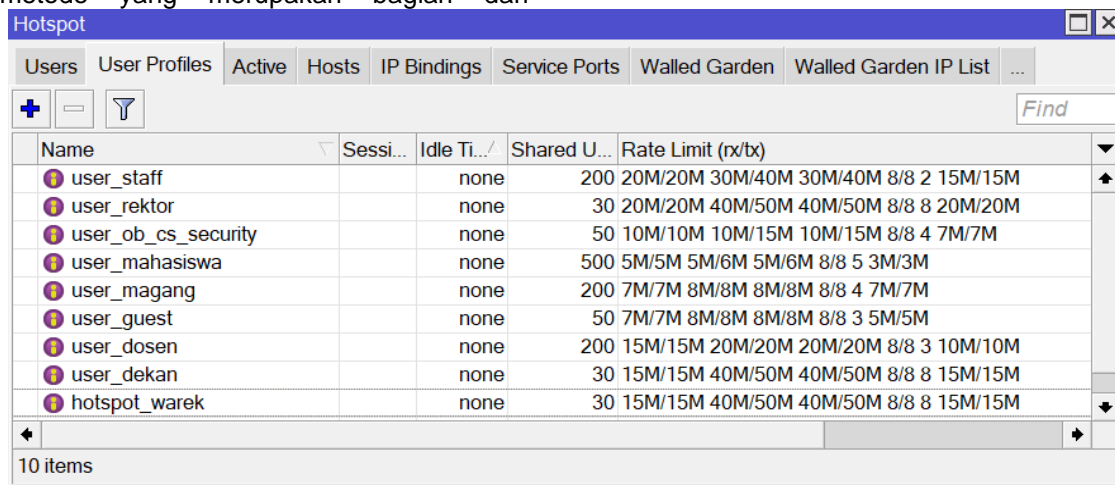 metode yang merupakan bagian dari
Hotspot
Users User Profiles Active Hosts IP Bindings Service Ports Walled Garden Walled Garden IP List ...
Find
Name Sessi... Idle Ti... Shared U... Rate Limit (rx/tx)
user_staff none 200 20M/20M 30M/40M 30M/40M 8/8 2 15M/15M
user_rektor none 30 20M/20M 40M/50M 40M/50M 8/8 8 20M/20M
user_ob_cs_security none 50 10M/10M 10M/15M 10M/15M 8/8 4 7M/7M
user_mahasiswa none 500 5M/5M 5M/6M 5M/6M 8/8 5 3M/3M
user_magang none 200 7M/7M 8M/8M 8M/8M 8/8 4 7M/7M
user_guest none 50 7M/7M 8M/8M 8M/8M 8/8 3 5M/5M
user_dosen none 200 15M/15M 20M/20M 20M/20M 8/8 3 10M/10M
user_dekan none 30 15M/15M 40M/50M 40M/50M 8/8 8 15M/15M
hotspot_warek none 30 15M/15M 40M/50M 40M/50M 8/8 8 15M/15M
10 items